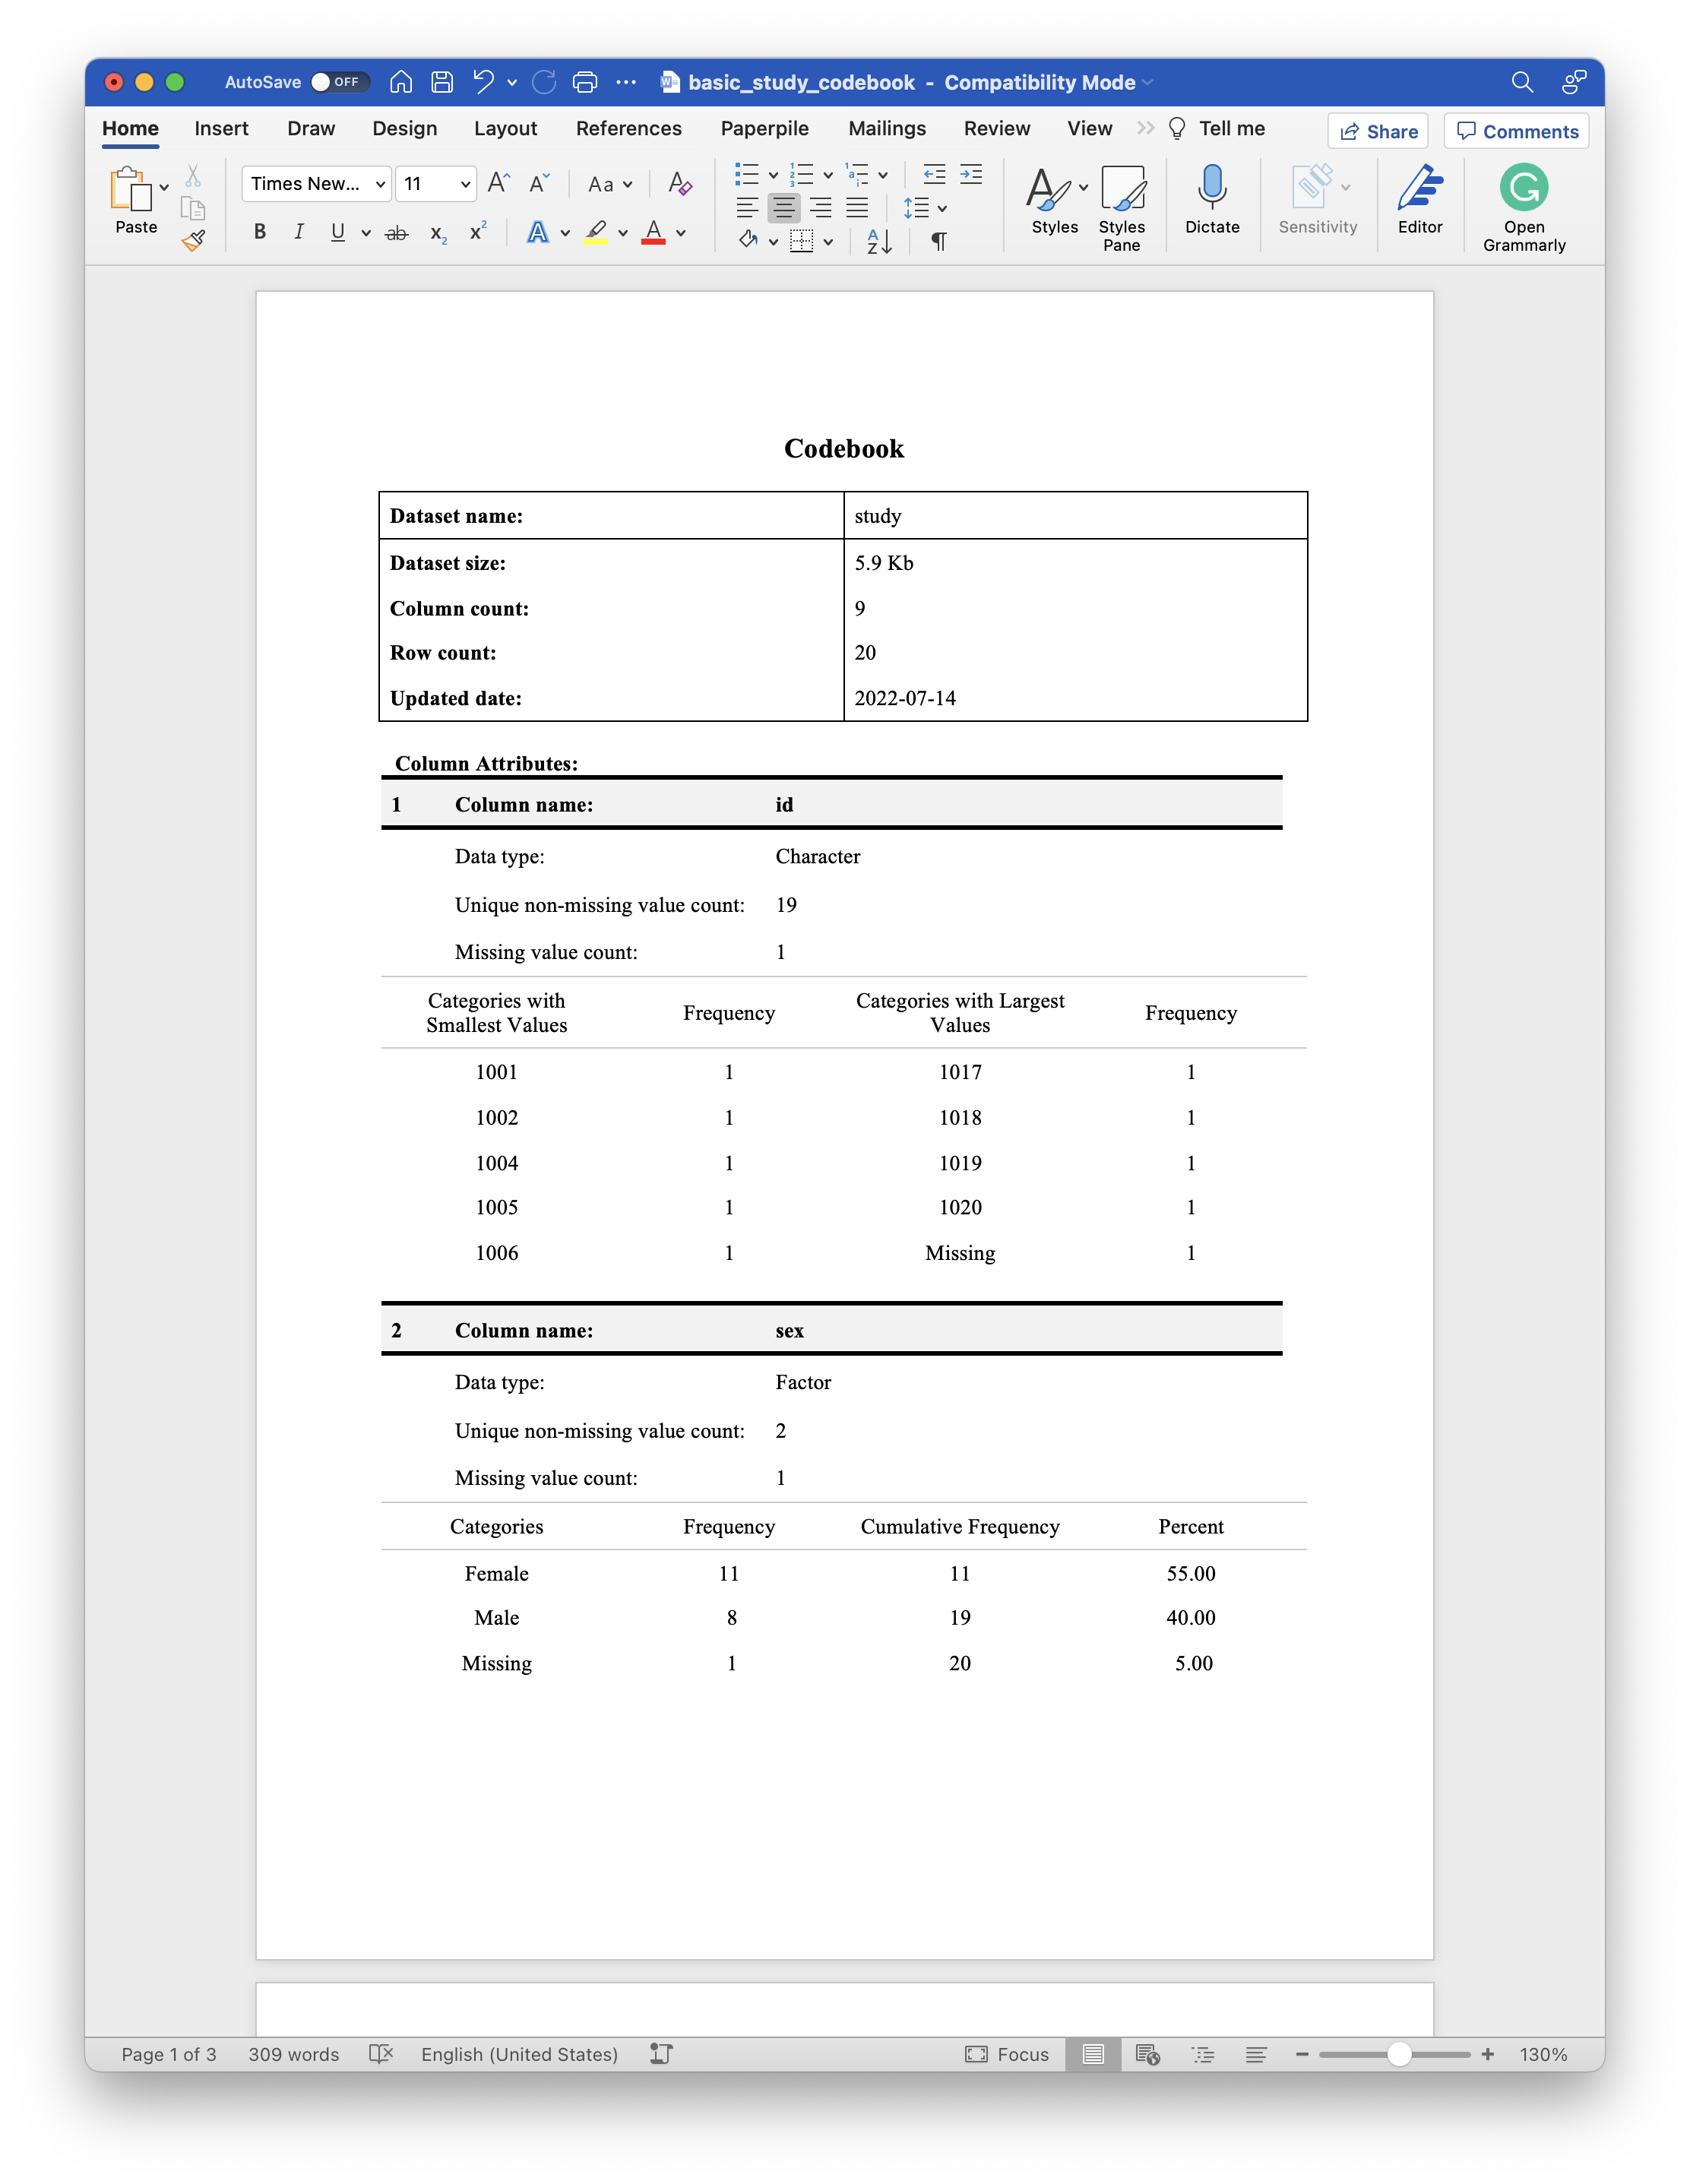 AutoSave OFF basic_study_codebook - Compatibility Mode
Home Insert Draw Design Layout References Paperpile Mailings Review View Tell me Share Comments
Paste
Times New... 11 Aa
B I U ab x₂ x² A A
Styles
Styles Pane
Dictate
Sensitivity
Editor
Open Grammarly
Codebook
Dataset name: study
Dataset size: 5.9 Kb
Column count: 9
Row count: 20
Updated date: 2022-07-14
Column Attributes:
1 Column name: id
Data type: Character
Unique non-missing value count: 19
Missing value count: 1
Categories with Smallest Values Frequency Categories with Largest Values Frequency
1001 1 1017 1
1002 1 1018 1
1004 1 1019 1
1005 1 1020 1
1006 1 Missing 1
2 Column name: sex
Data type: Factor
Unique non-missing value count: 2
Missing value count: 1
Categories Frequency Cumulative Frequency Percent
Female 11 11 55.00
Male 8 19 40.00
Missing 1 20 5.00
Page 1 of 3 309 words English (United States) Focus 130%